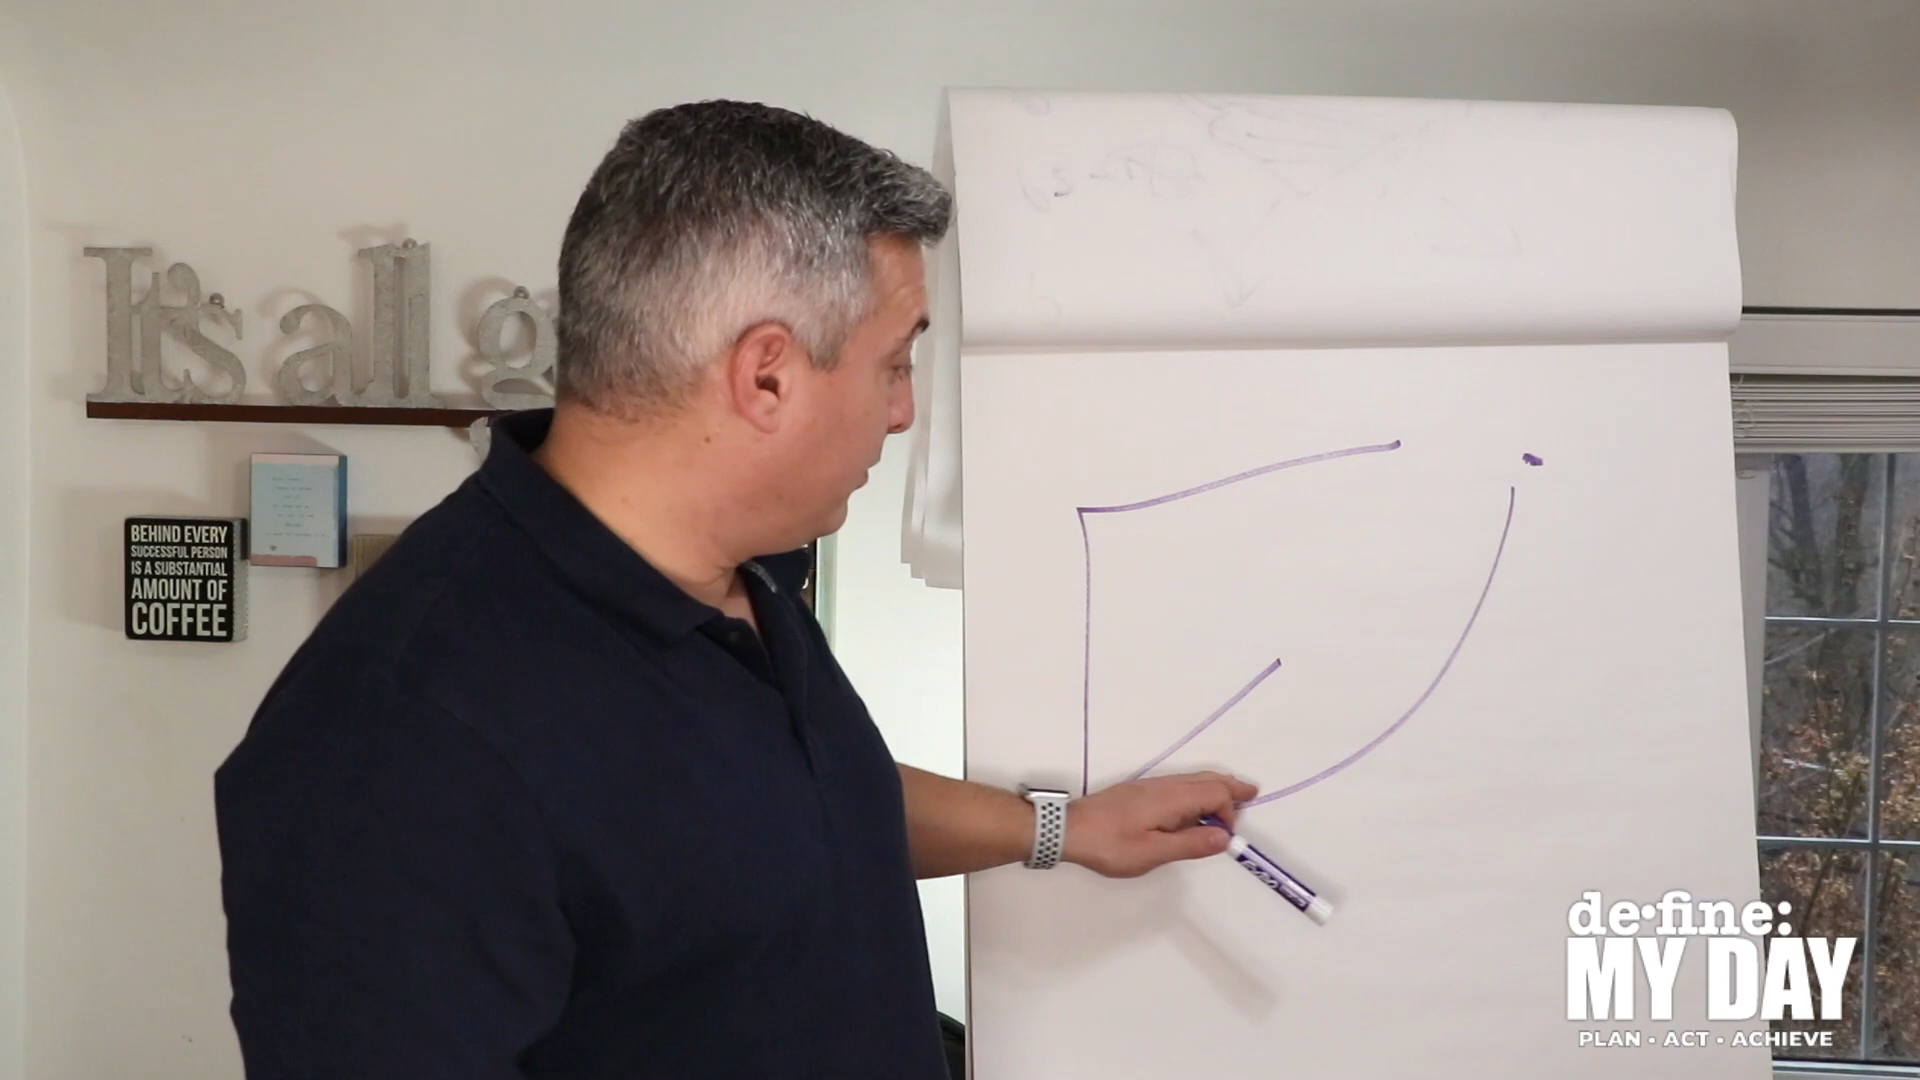 It's all g
BEHIND EVERY
SUCCESSFUL PERSON
IS A SUBSTANTIAL
AMOUNT OF
COFFEE
de•fine:
MY DAY
PLAN • ACT • ACHIEVE